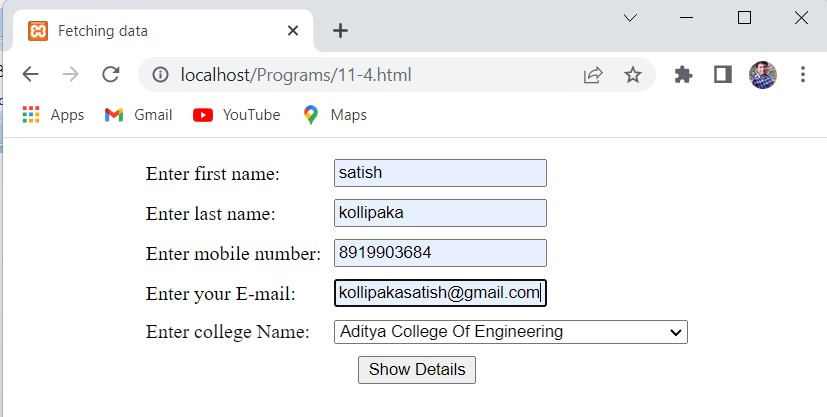 Fetching data
localhost/Programs/11-4.html
Apps Gmail YouTube Maps
Enter first name: satish
Enter last name: kollipaka
Enter mobile number: 8919903684
Enter your E-mail: kollipakasatish@gmail.com
Enter college Name: Aditya College Of Engineering
Show Details